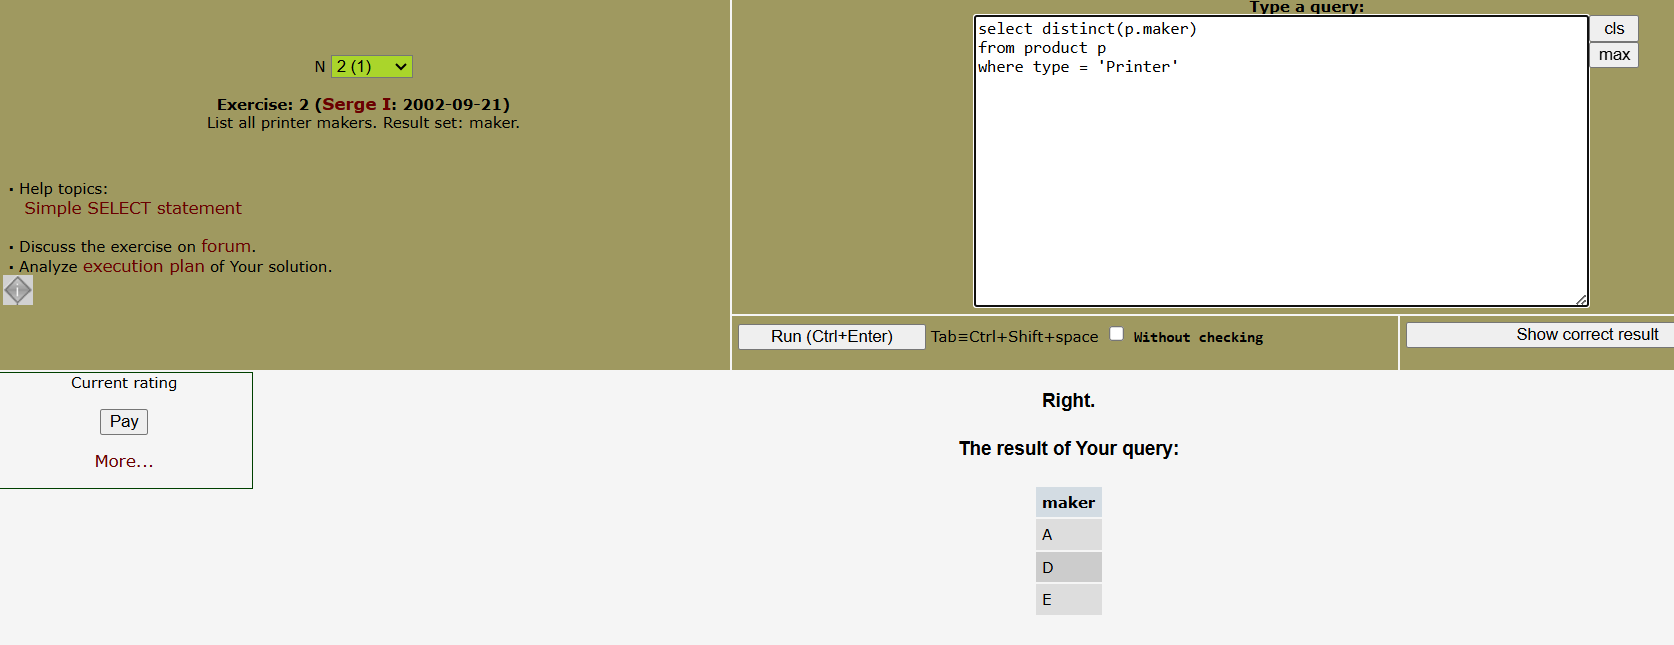 N 2 (1)
Exercise: 2 (Serge I: 2002-09-21)
List all printer makers. Result set: maker.
• Help topics:
Simple SELECT statement
• Discuss the exercise on forum.
• Analyze execution plan of Your solution.
i
Type a query:
select distinct(p.maker)
from product p
where type = 'Printer'
cls
max
Run (Ctrl+Enter) Tab≡Ctrl+Shift+space Without checking
Show correct result
Current rating
Pay
More...
Right.
The result of Your query:
maker
A
D
E